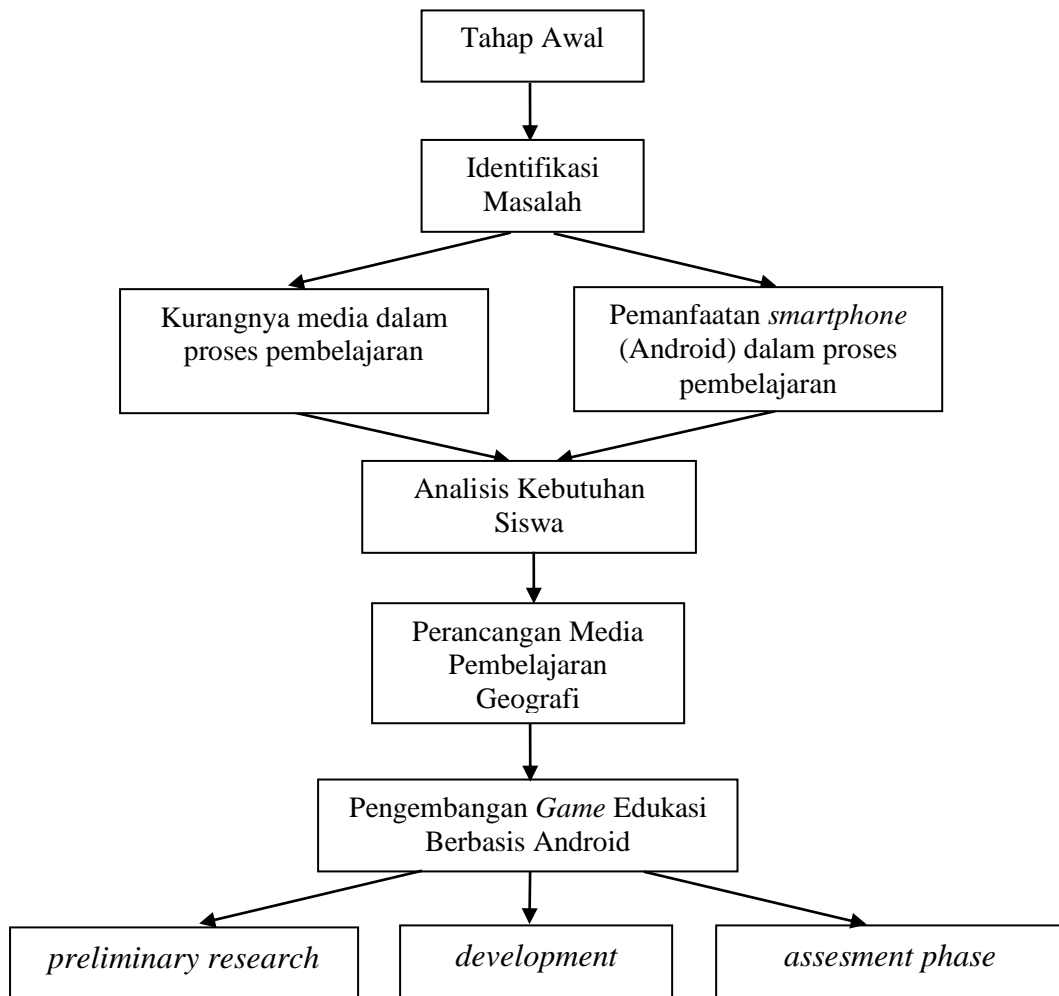 Tahap Awal
Identifikasi
Masalah
Kurangnya media dalam
proses pembelajaran
Pemanfaatan smartphone
(Android) dalam proses
pembelajaran
Analisis Kebutuhan
Siswa
Perancangan Media
Pembelajaran
Geografi
Pengembangan Game Edukasi
Berbasis Android
preliminary research
development
assesment phase